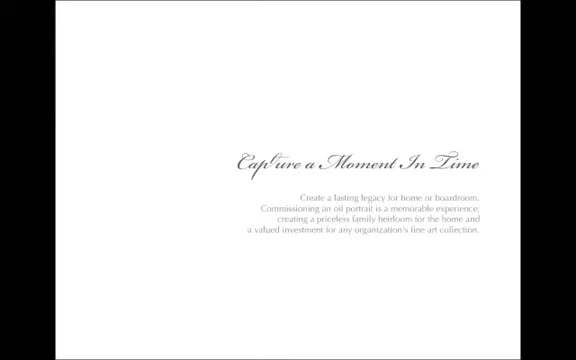 Capture a Moment In Time
Create a lasting legacy for home or boardroom.
Commissioning an oil portrait is a memorable experience;
creating a priceless family heirloom for the home and
a valued investment for any organization's fine art collection.